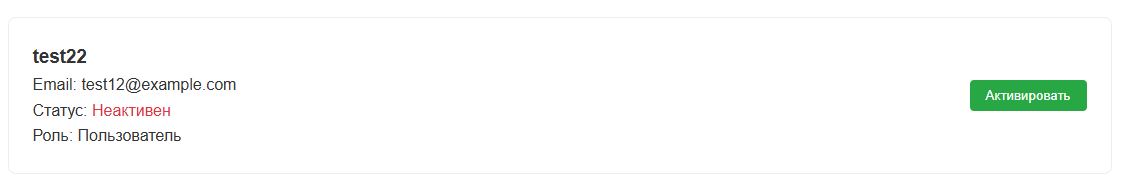 test22
Email: test12@example.com
Статус: Неактивен
Роль: Пользователь
Активировать